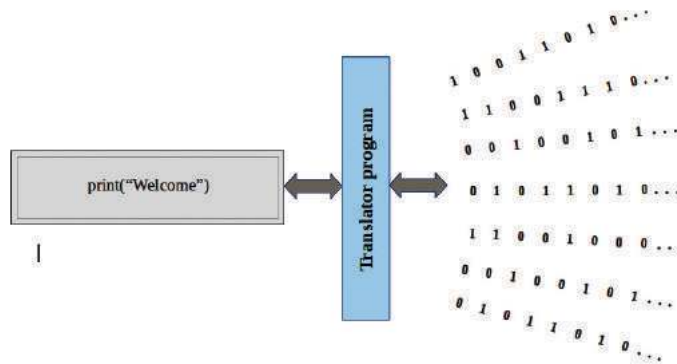 print(“Welcome”)
Translator program
1 0 0 1 1 0 1 0 ...
1 1 0 0 1 1 1 0 ...
0 0 1 0 0 1 0 1 ...
0 1 0 1 1 0 1 0 ...
1 1 0 0 1 0 0 0 ...
0 0 1 0 0 1 0 1 ...
0 1 0 1 1 0 1 0 ...